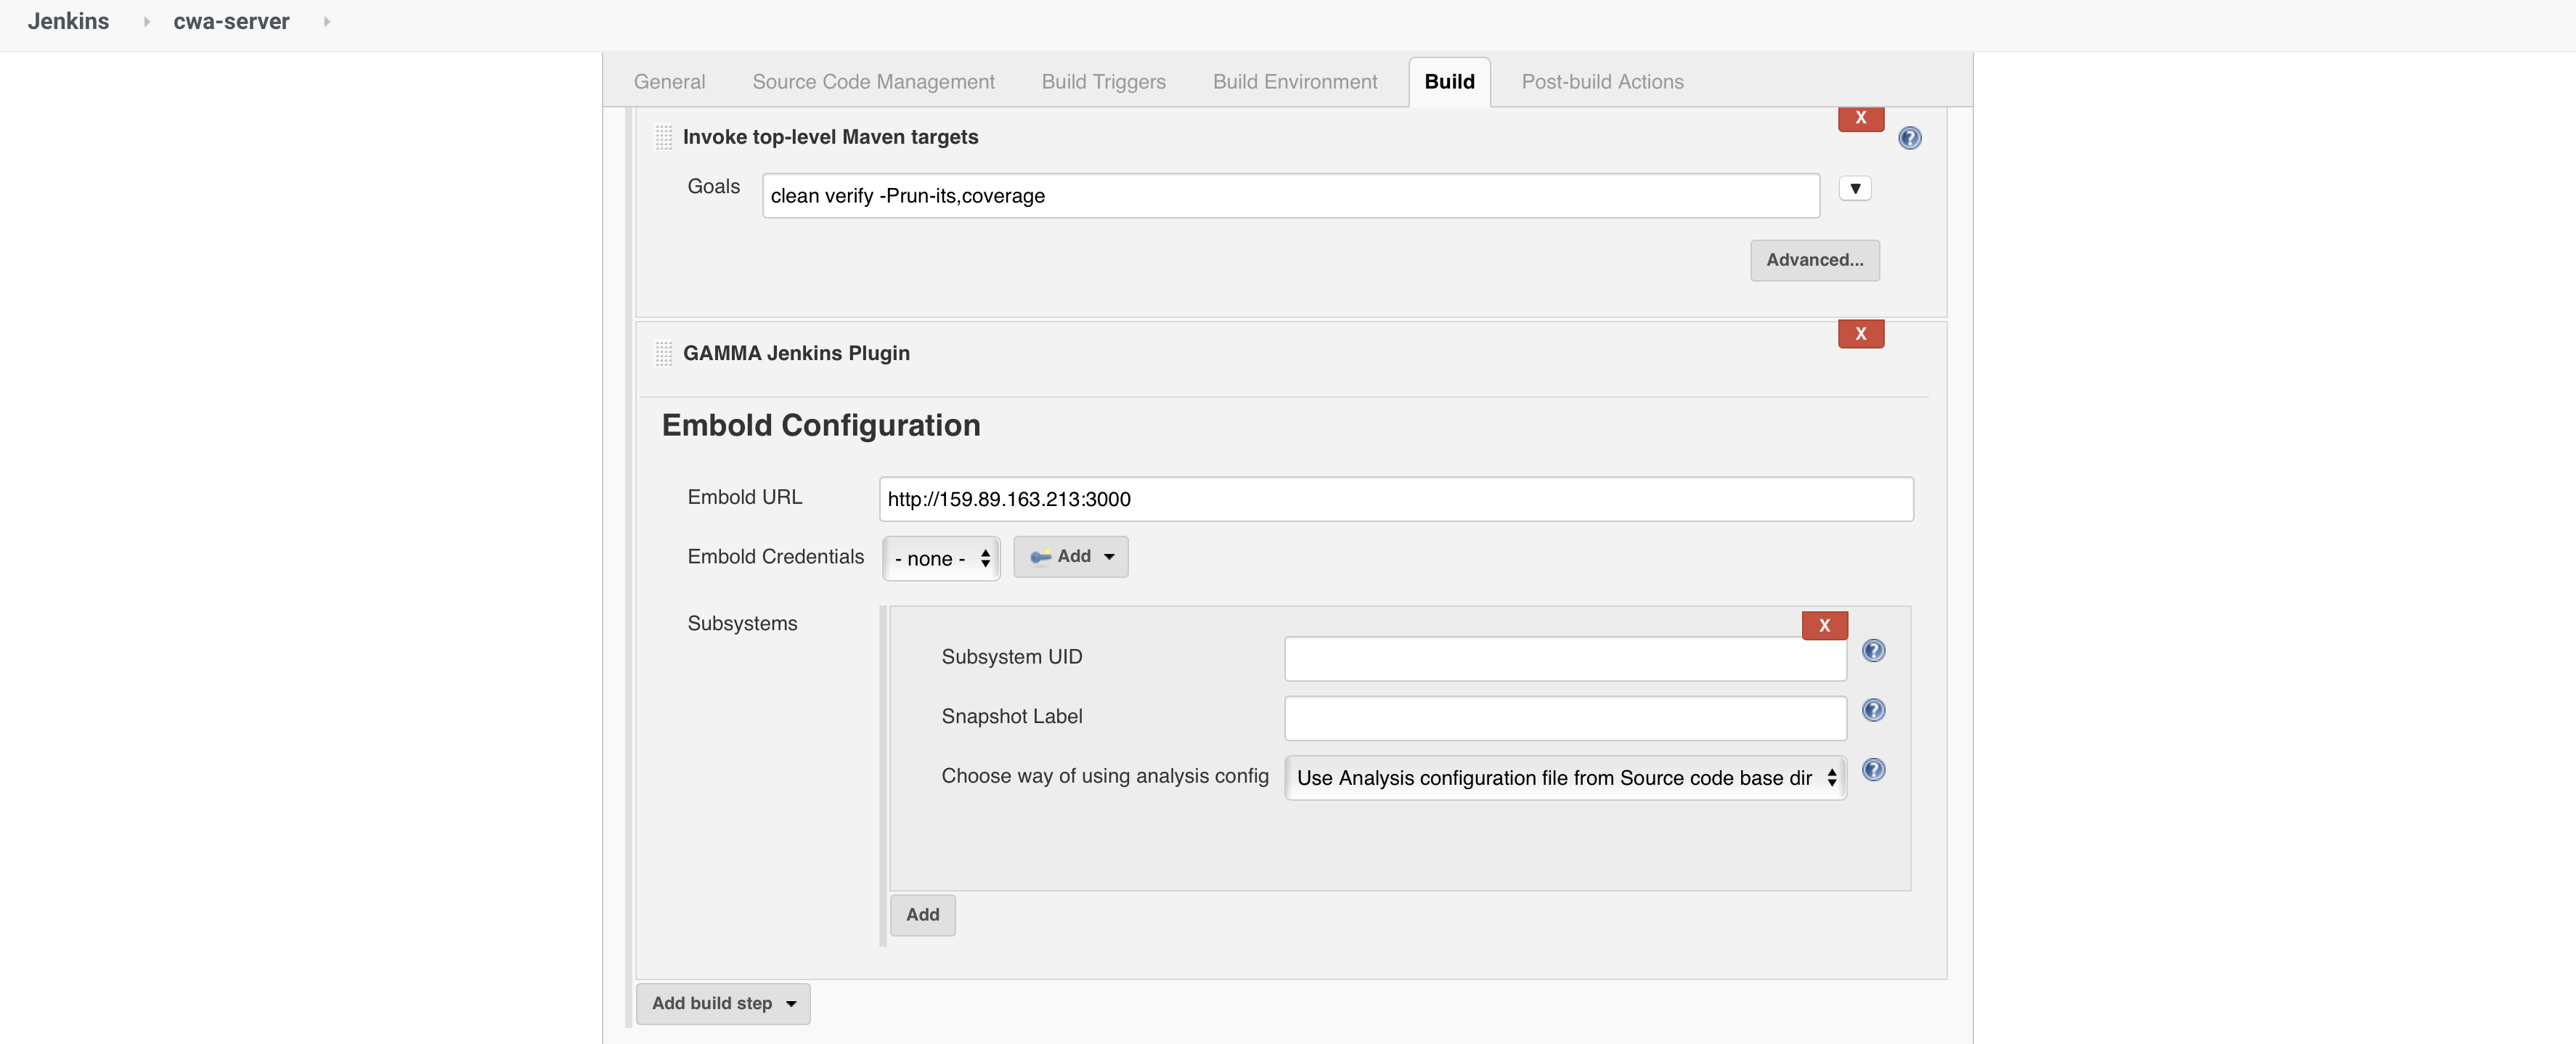 Jenkins cwa-server
General Source Code Management Build Triggers Build Environment Build Post-build Actions
X
Invoke top-level Maven targets
Goals clean verify -Prun-its,coverage
Advanced...
X
GAMMA Jenkins Plugin
Embold Configuration
Embold URL http://159.89.163.213:3000
Embold Credentials - none - Add
Subsystems
X
Subsystem UID
Snapshot Label
Choose way of using analysis config Use Analysis configuration file from Source code base dir
Add
Add build step